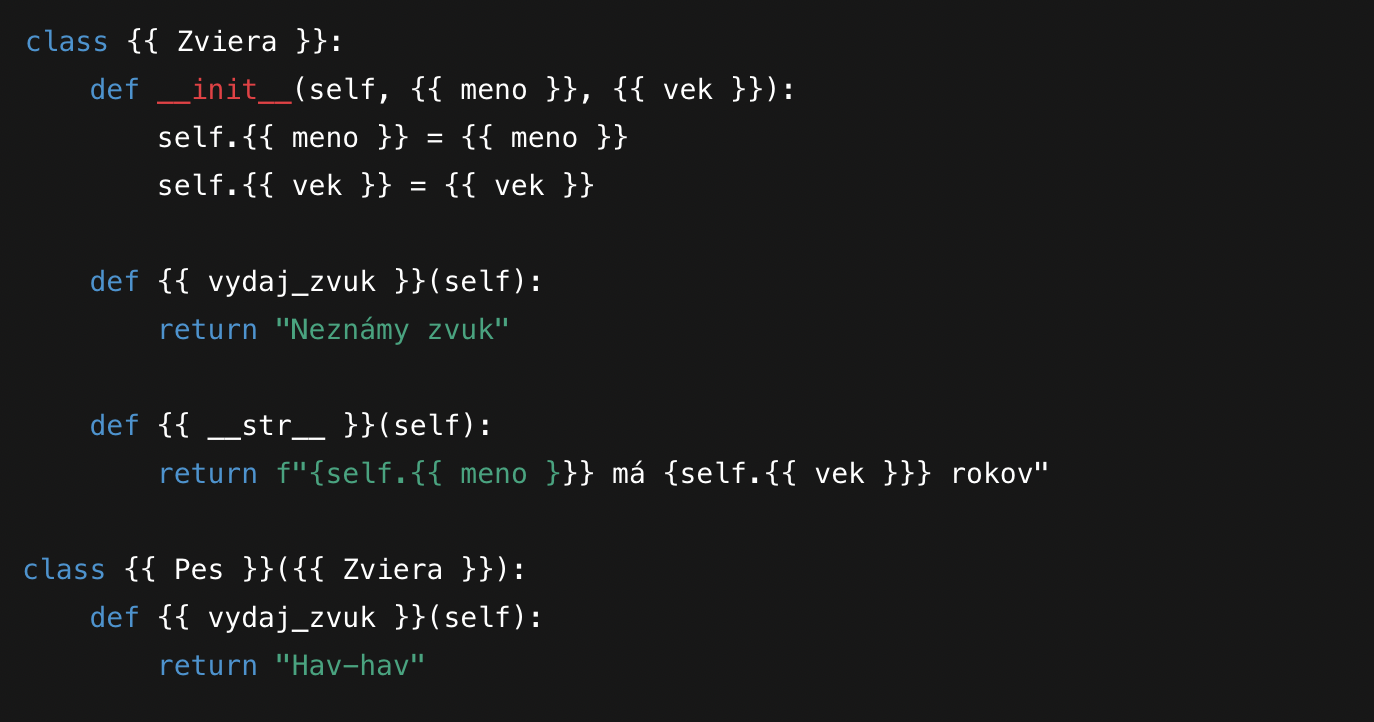 class {{ Zviera }}:
    def __init__(self, {{ meno }}, {{ vek }}):
        self.{{ meno }} = {{ meno }}
        self.{{ vek }} = {{ vek }}

    def {{ vydaj_zvuk }}(self):
        return "Neznámy zvuk"

    def {{ __str__ }}(self):
        return f"{self.{{ meno }}} má {self.{{ vek }}} rokov"

class {{ Pes }}({{ Zviera }}):
    def {{ vydaj_zvuk }}(self):
        return "Hav-hav"